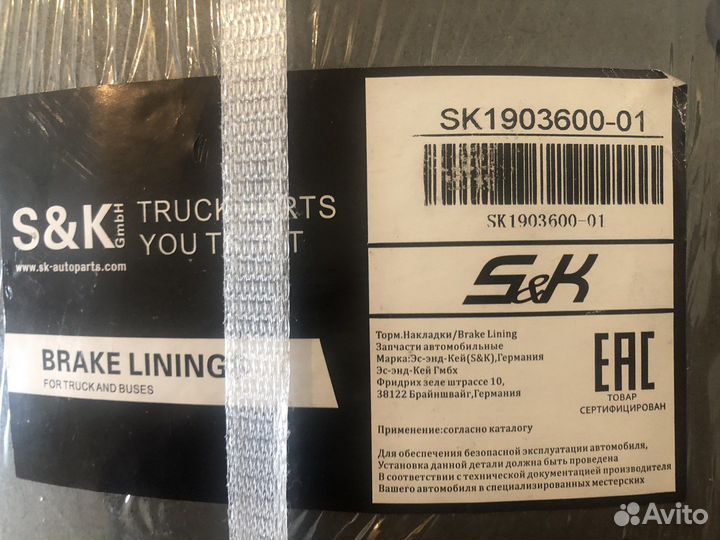 S&K GmbH
TRUCK
YOU
www.sk-autoparts.com
BRAKE LINING
FOR TRUCK AND BUSES
SK1903600-01
SK1903600-01
S&K
Торм.Накладки/Brake Lining
Запчасти автомобильные
Марка:Эс-энд-Кей(S&K),Германия
Эс-энд-Кей Гмбх
Фридрих зеле штрассе 10,
38122 Брайншвайг,Германия
EAC
ТОВАР
СЕРТИФИЦИРОВАН
Применение:согласно каталогу
Для обеспечения безопасной эксплуатации автомобиля,
Установка данной детали должна быть проведена
В соответствии с технической документацией производителя
Вашего автомобиля в специализированных местерских
Avito